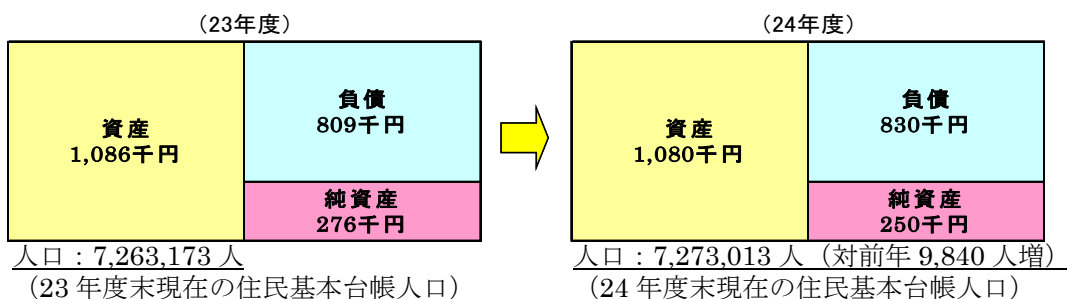 （23年度）
資産
1,086千円
負債
809千円
純資産
276千円
人口：7,263,173 人
（23 年度末現在の住民基本台帳人口）
（24年度）
資産
1,080千円
負債
830千円
純資産
250千円
人口：7,273,013 人（対前年 9,840 人増）
（24 年度末現在の住民基本台帳人口）